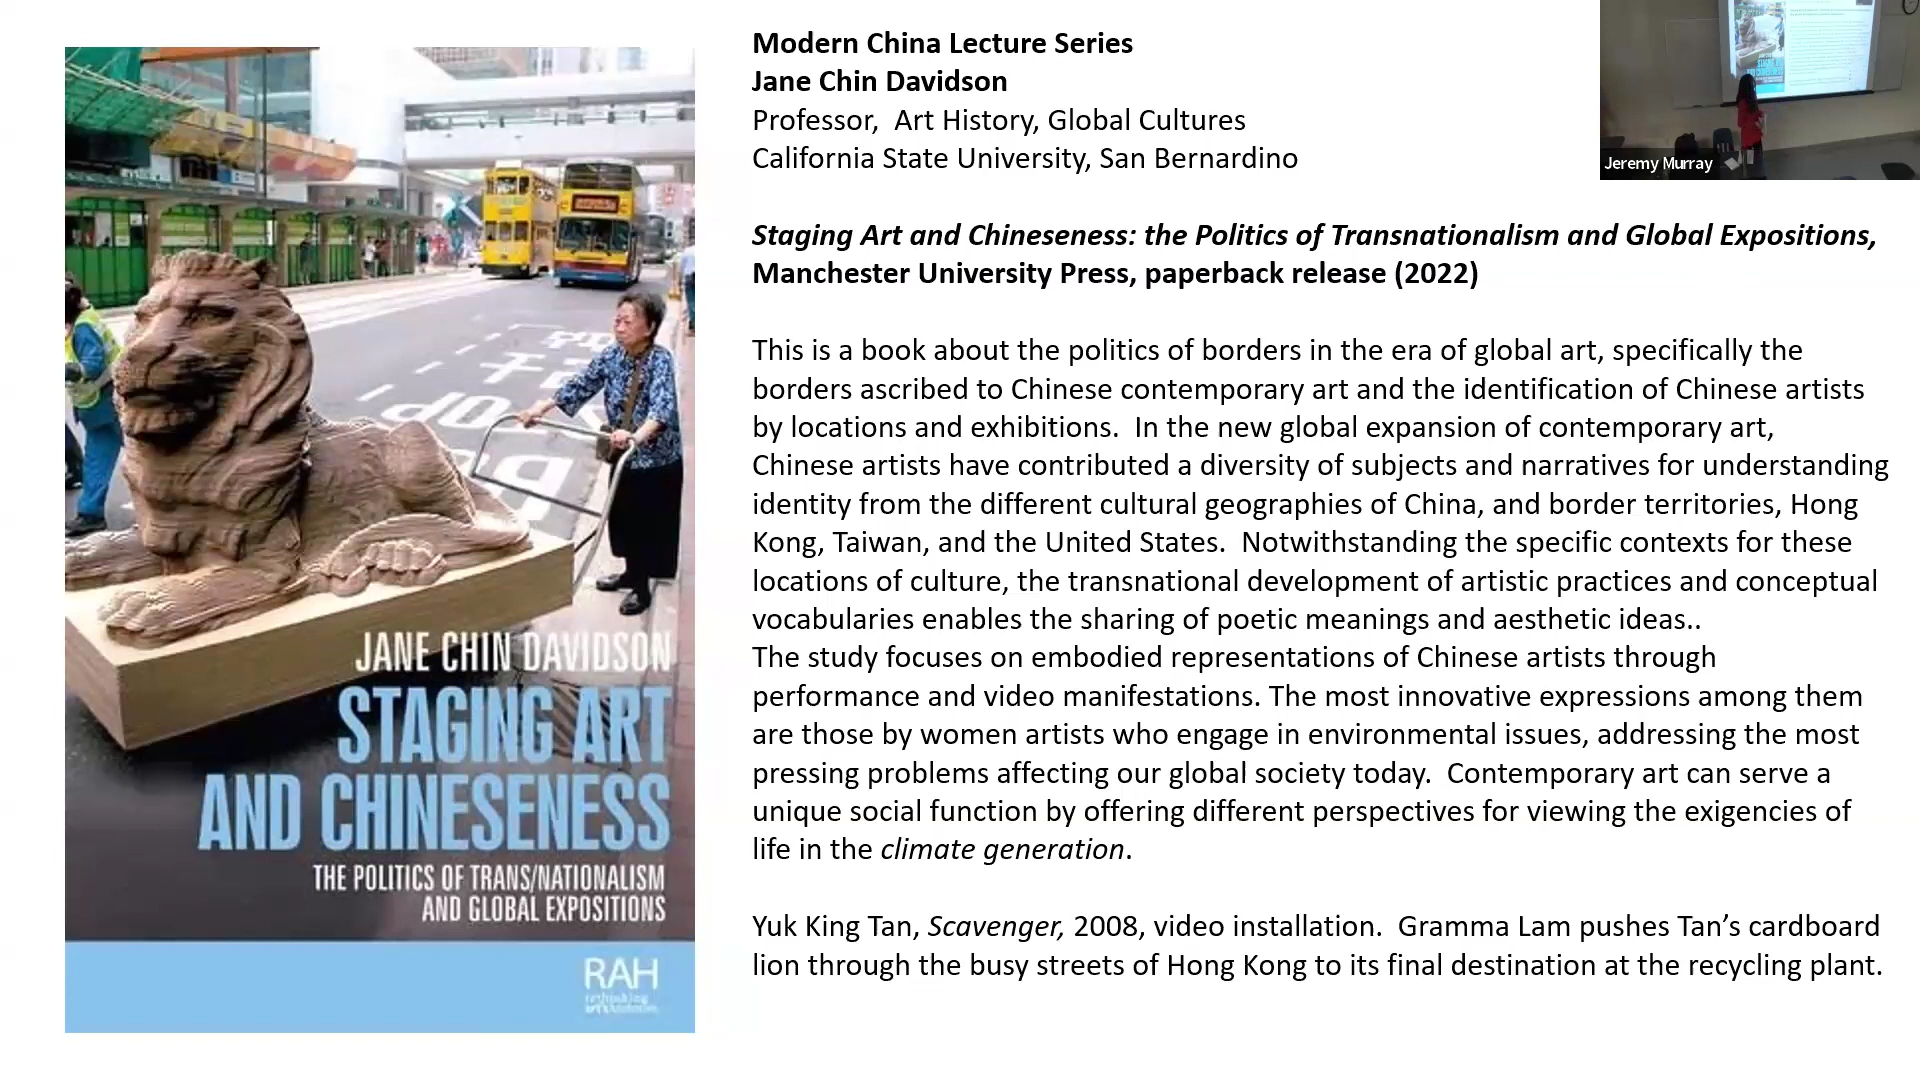 Modern China Lecture Series
Jane Chin Davidson
Professor,  Art History, Global Cultures
California State University, San Bernardino
Staging Art and Chineseness: the Politics of Transnationalism and Global Expositions,
Manchester University Press, paperback release (2022)
This is a book about the politics of borders in the era of global art, specifically the
borders ascribed to Chinese contemporary art and the identification of Chinese artists
by locations and exhibitions.  In the new global expansion of contemporary art,
Chinese artists have contributed a diversity of subjects and narratives for understanding
identity from the different cultural geographies of China, and border territories, Hong
Kong, Taiwan, and the United States.  Notwithstanding the specific contexts for these
locations of culture, the transnational development of artistic practices and conceptual
vocabularies enables the sharing of poetic meanings and aesthetic ideas..
The study focuses on embodied representations of Chinese artists through
performance and video manifestations. The most innovative expressions among them
are those by women artists who engage in environmental issues, addressing the most
pressing problems affecting our global society today.  Contemporary art can serve a
unique social function by offering different perspectives for viewing the exigencies of
life in the climate generation.
Yuk King Tan, Scavenger, 2008, video installation.  Gramma Lam pushes Tan's cardboard
lion through the busy streets of Hong Kong to its final destination at the recycling plant.
JANE CHIN DAVIDSON
STAGING ART
AND CHINESENESS
THE POLITICS OF TRANS/NATIONALISM
AND GLOBAL EXPOSITIONS
RAH
rethinking
art's histories
Jeremy Murray
STAGING ART
AND CHINESENESS